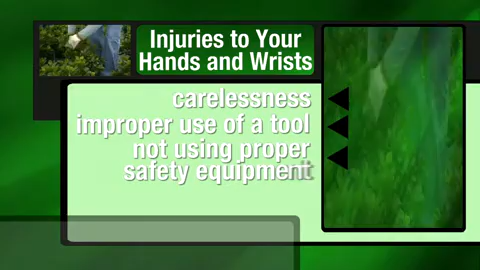 Injuries to Your
Hands and Wrists
carelessness
improper use of a tool
not using proper
safety equipment